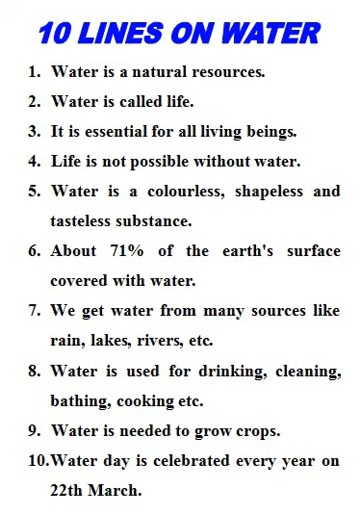 10 LINES ON WATER
1. Water is a natural resources.
2. Water is called life.
3. It is essential for all living beings.
4. Life is not possible without water.
5. Water is a colourless, shapeless and
tasteless substance.
6. About 71% of the earth's surface
covered with water.
7. We get water from many sources like
rain, lakes, rivers, etc.
8. Water is used for drinking, cleaning,
bathing, cooking etc.
9. Water is needed to grow crops.
10.Water day is celebrated every year on
22th March.